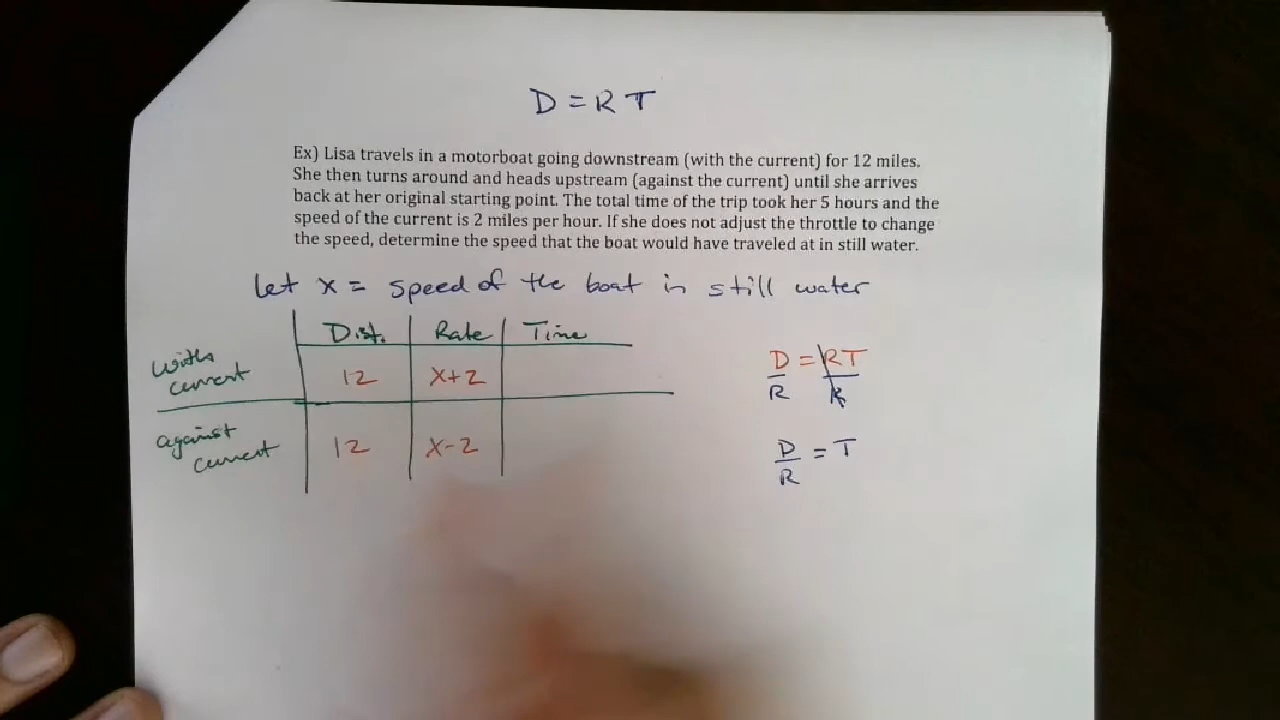 D = R T
Ex) Lisa travels in a motorboat going downstream (with the current) for 12 miles.
She then turns around and heads upstream (against the current) until she arrives
back at her original starting point. The total time of the trip took her 5 hours and the
speed of the current is 2 miles per hour. If she does not adjust the throttle to change
the speed, determine the speed that the boat would have traveled at in still water.
Let x = speed of the boat in still water
Dist. Rate Time
with current 12 x+2
against current 12 x-2
D = RT
R R
D = T
R